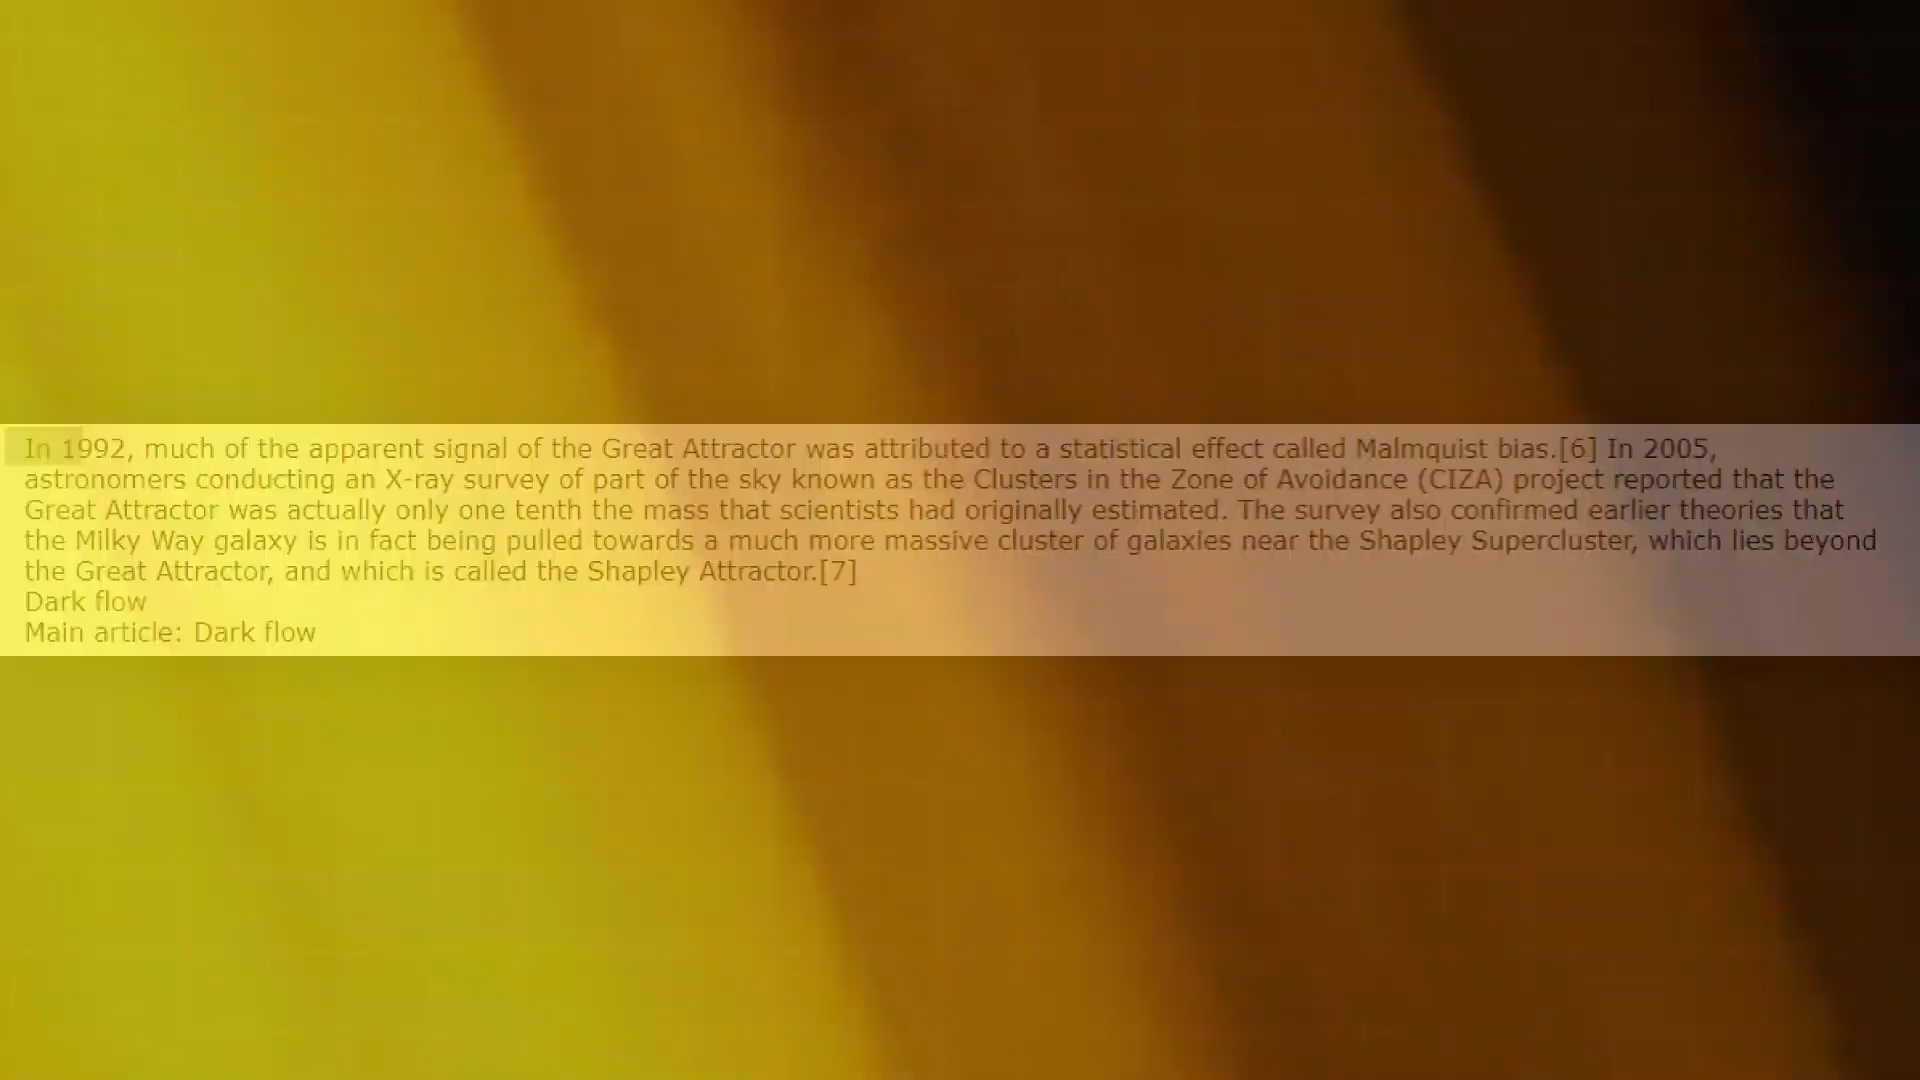 In 1992, much of the apparent signal of the Great Attractor was attributed to a statistical effect called Malmquist bias.[6] In 2005,
astronomers conducting an X-ray survey of part of the sky known as the Clusters in the Zone of Avoidance (CIZA) project reported that the
Great Attractor was actually only one tenth the mass that scientists had originally estimated. The survey also confirmed earlier theories that
the Milky Way galaxy is in fact being pulled towards a much more massive cluster of galaxies near the Shapley Supercluster, which lies beyond
the Great Attractor, and which is called the Shapley Attractor.[7]
Dark flow
Main article: Dark flow